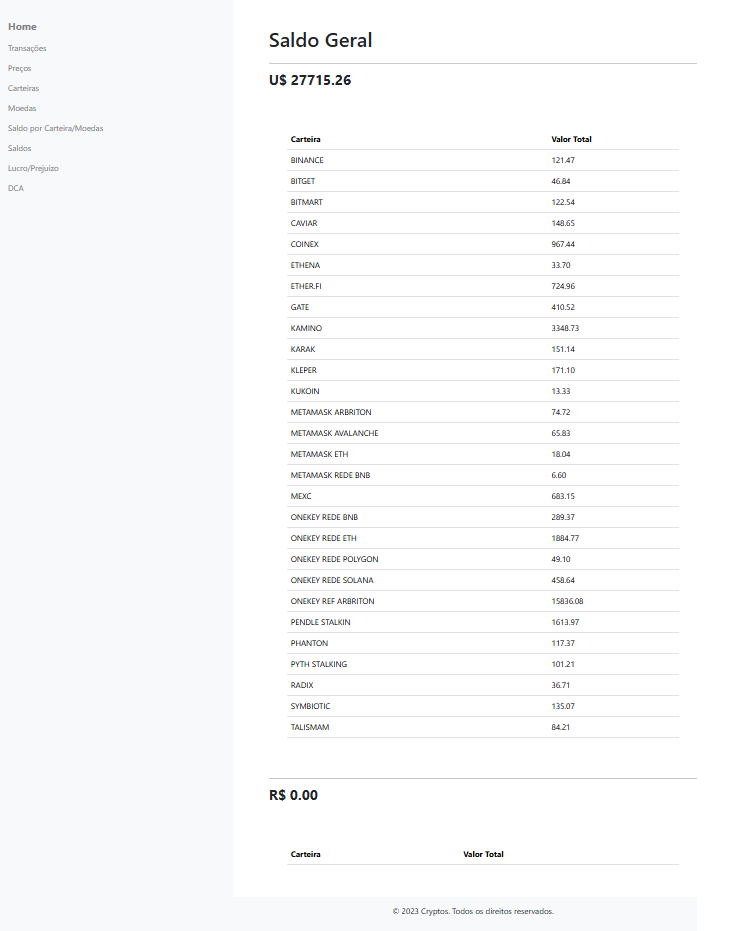 Home
Transações
Preços
Carteiras
Moedas
Saldo por Carteira/Moedas
Saldos
Lucro/Prejuizo
DCA
Saldo Geral
U$ 27715.26
Carteira Valor Total
BINANCE 121.47
BITGET 46.84
BITMART 122.54
CAVIAR 148.65
COINEX 967.44
ETHENA 33.70
ETHER.FI 724.96
GATE 410.52
KAMINO 3348.73
KARAK 151.14
KLEPER 171.10
KUKOIN 13.33
METAMASK ARBRITON 74.72
METAMASK AVALANCHE 65.83
METAMASK ETH 18.04
METAMASK REDE BNB 6.60
MEXC 683.15
ONEKEY REDE BNB 289.37
ONEKEY REDE ETH 1884.77
ONEKEY REDE POLYGON 49.10
ONEKEY REDE SOLANA 458.64
ONEKEY REF ARBRITON 15836.08
PENDLE STALKIN 1613.97
PHANTON 117.37
PYTH STALKING 101.21
RADIX 36.71
SYMBIOTIC 135.07
TALISMAM 84.21
R$ 0.00
Carteira Valor Total
© 2023 Cryptos. Todos os direitos reservados.